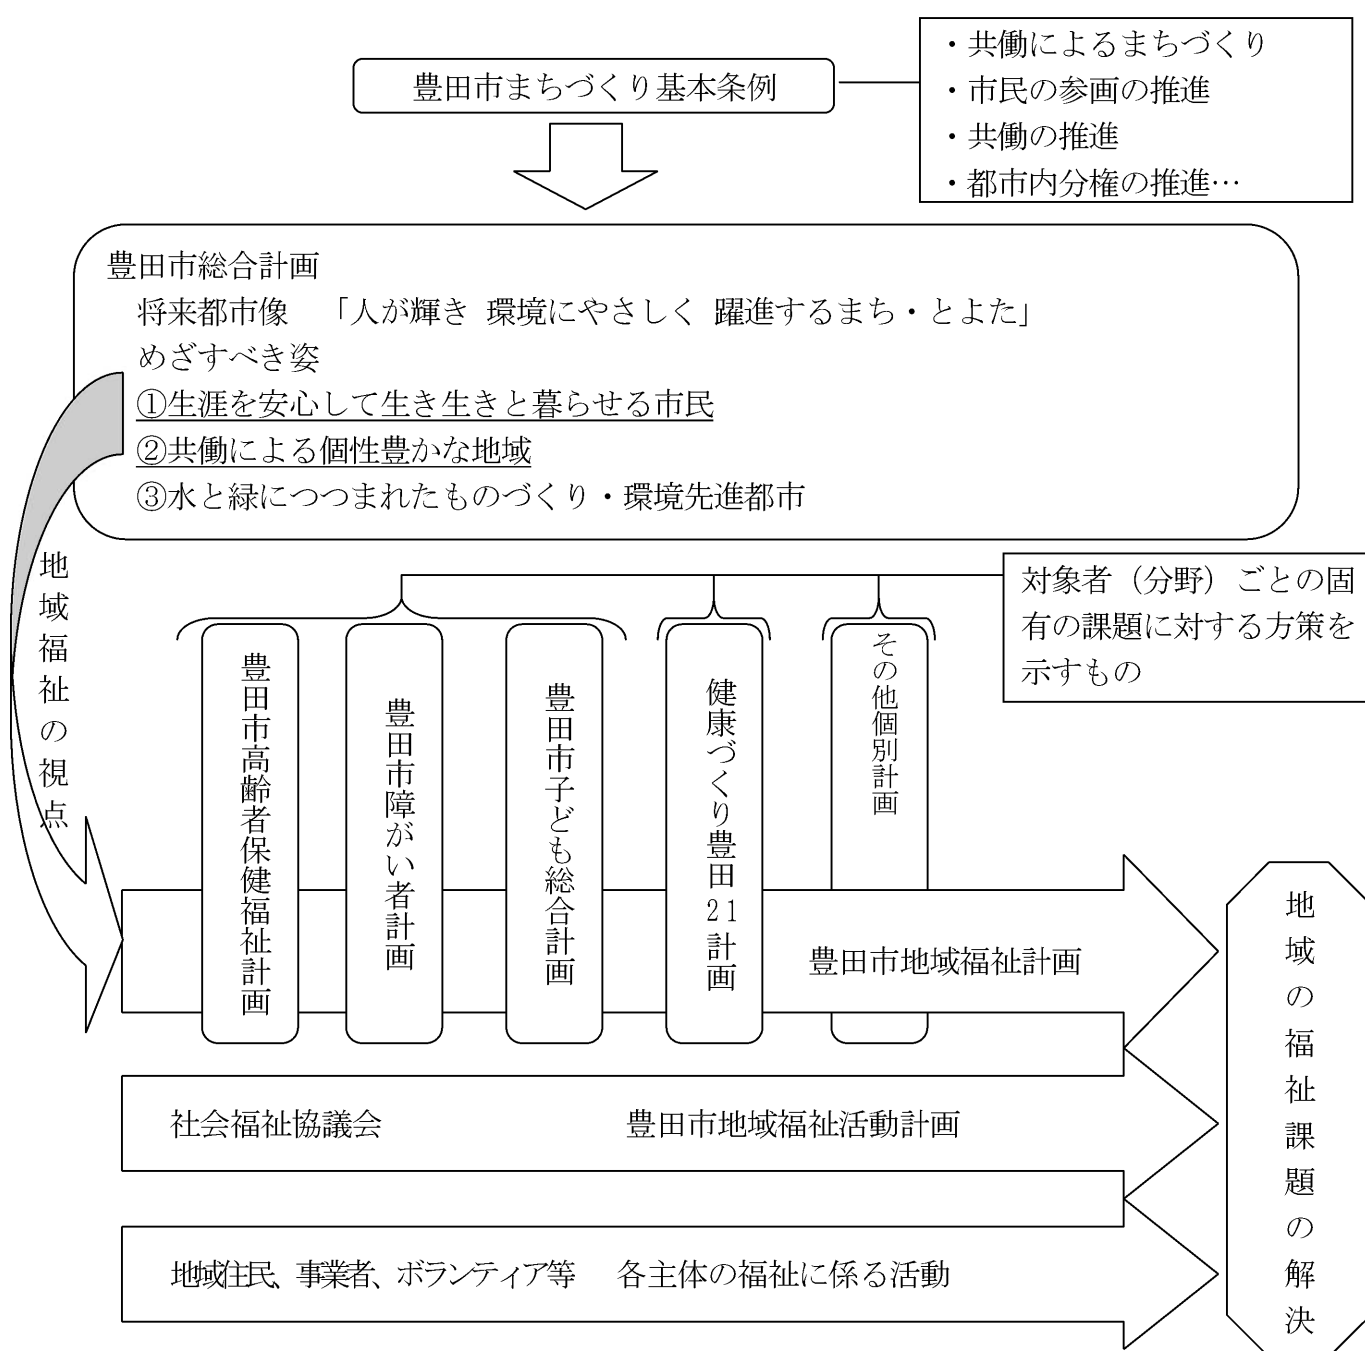 豊田市まちづくり基本条例
・共働によるまちづくり
・市民の参画の推進
・共働の推進
・都市内分権の推進…
豊田市総合計画
将来都市像 「人が輝き 環境にやさしく 躍進するまち・とよた」
めざすべき姿
①生涯を安心して生き生きと暮らせる市民
②共働による個性豊かな地域
③水と緑につつまれたものづくり・環境先進都市
地域福祉の視点
対象者（分野）ごとの固
有の課題に対する方策を
示すもの
豊田市高齢者保健福祉計画
豊田市障がい者計画
豊田市子ども総合計画
健康づくり豊田21計画
その他個別計画
豊田市地域福祉計画
社会福祉協議会 豊田市地域福祉活動計画
地域住民、事業者、ボランティア等 各主体の福祉に係る活動
地域の福祉課題の解決